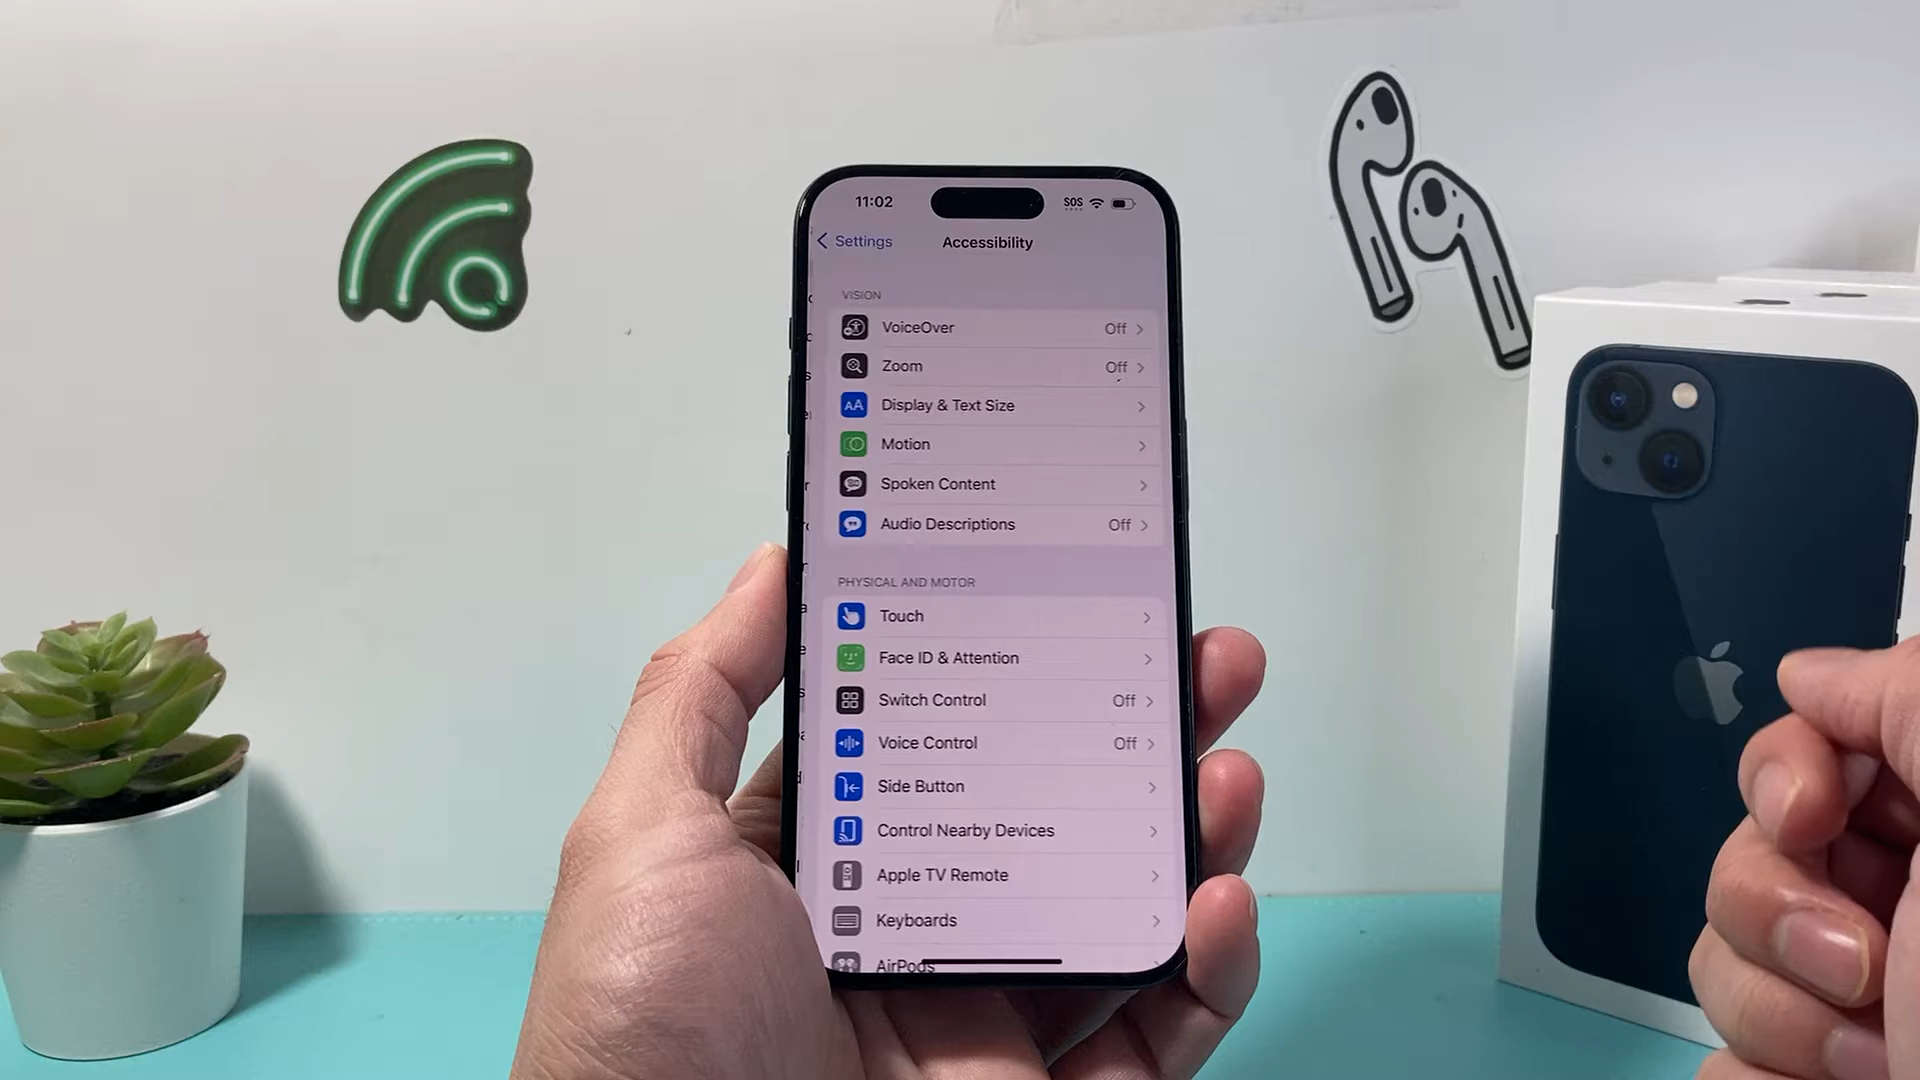 11:02 SOS
Settings Accessibility
VISION
VoiceOver Off
Zoom Off
AA Display & Text Size
Motion
Spoken Content
Audio Descriptions Off
PHYSICAL AND MOTOR
Touch
Face ID & Attention
Switch Control Off
Voice Control Off
Side Button
Control Nearby Devices
Apple TV Remote
Keyboards
AirPods